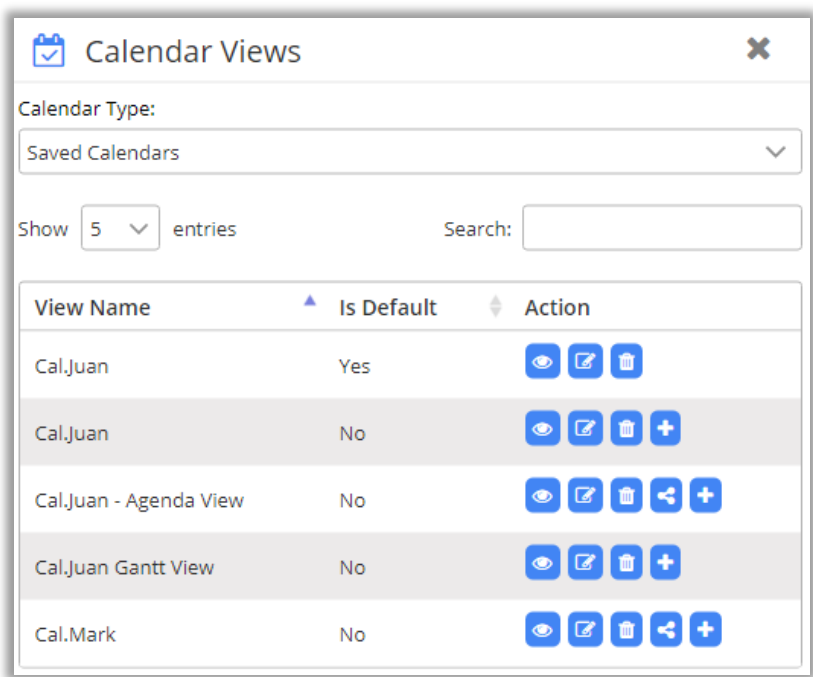 Calendar Views
Calendar Type:
Saved Calendars
Show 5 entries Search:
View Name Is Default Action
Cal.Juan Yes
Cal.Juan No
Cal.Juan - Agenda View No
Cal.Juan Gantt View No
Cal.Mark No